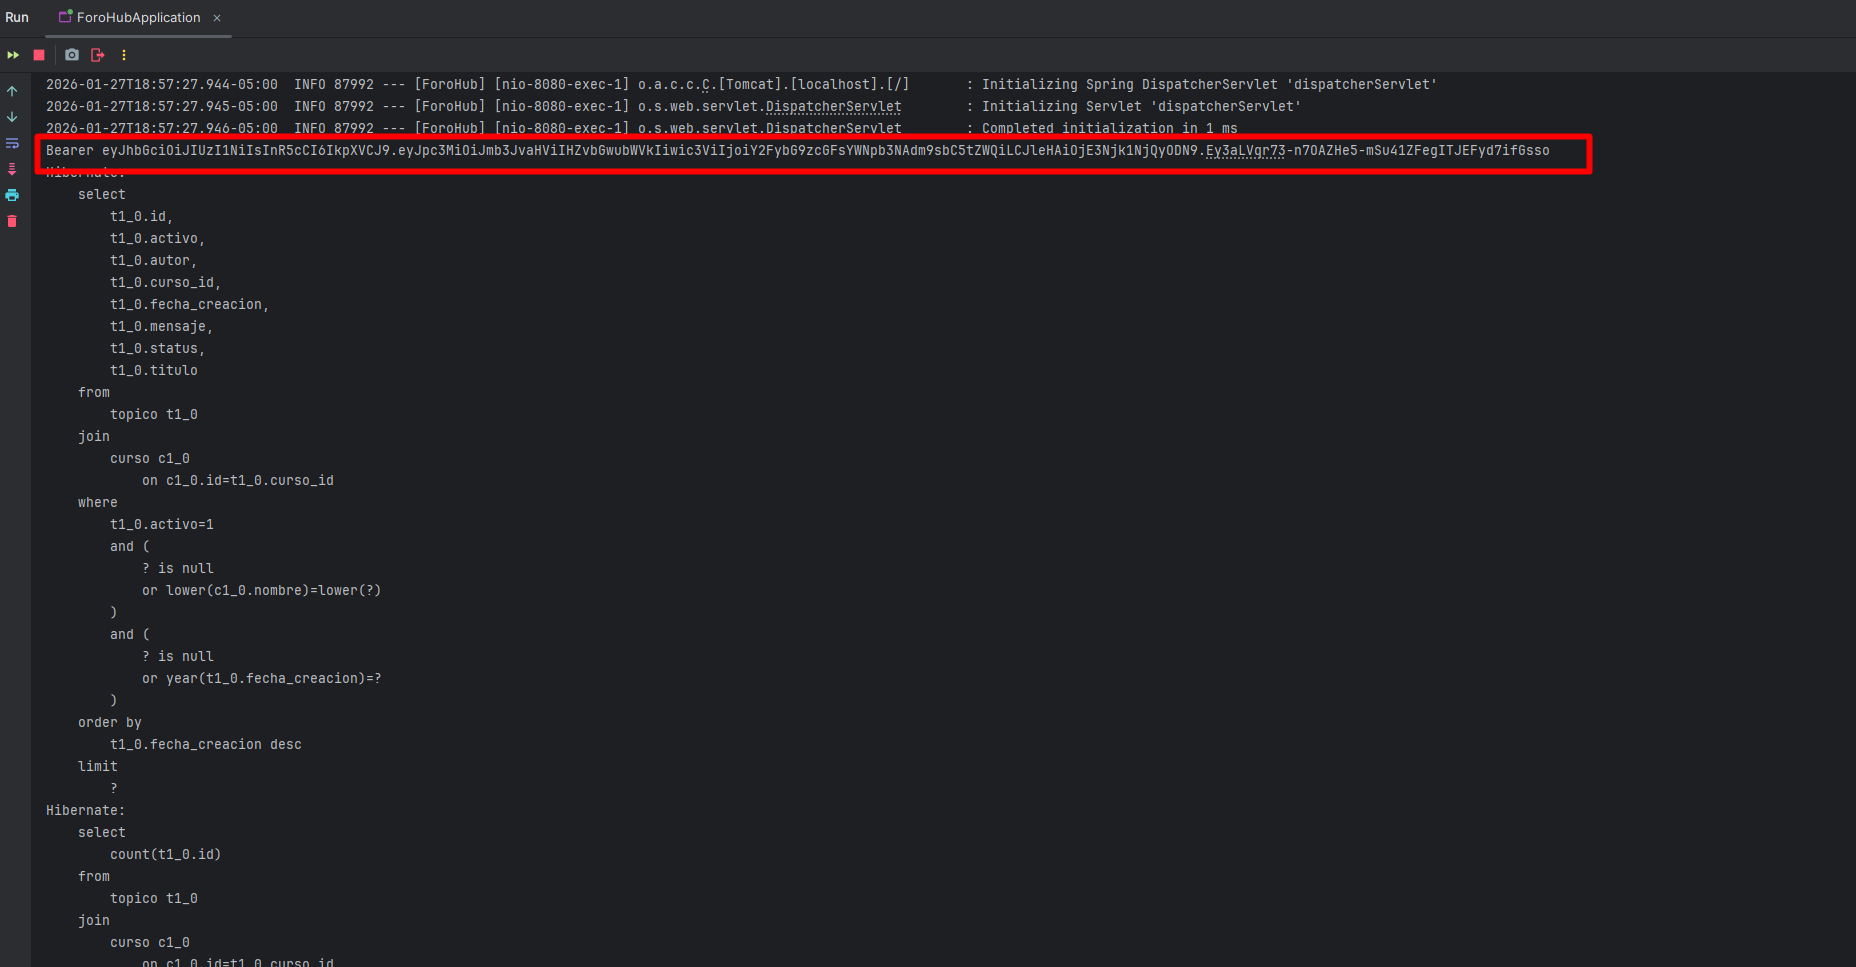 Run
ForoHubApplication
2026-01-27T18:57:27.944-05:00  INFO 87992 --- [ForoHub] [nio-8080-exec-1] o.a.c.c.C.[Tomcat].[localhost].[/]       : Initializing Spring DispatcherServlet 'dispatcherServlet'
2026-01-27T18:57:27.945-05:00  INFO 87992 --- [ForoHub] [nio-8080-exec-1] o.s.web.servlet.DispatcherServlet        : Initializing Servlet 'dispatcherServlet'
2026-01-27T18:57:27.946-05:00  INFO 87992 --- [ForoHub] [nio-8080-exec-1] o.s.web.servlet.DispatcherServlet        : Completed initialization in 1 ms
Bearer eyJhbGciOiJIUzI1NiIsInR5cCI6IkpXVCJ9.eyJpc3MiOiJmb3JvaHViIHZvbGwubWVkIiwic3ViIjoiY2FybG9zcGFsYWNpb3NAdm9sbC5tZWQiLCJleHAiOjE3Njk1NjQyODN9.Ey3aLVqr73-n7OAZHe5-mSu41ZFegITJEFyd7ifGsso
Hibernate:
    select
        t1_0.id,
        t1_0.activo,
        t1_0.autor,
        t1_0.curso_id,
        t1_0.fecha_creacion,
        t1_0.mensaje,
        t1_0.status,
        t1_0.titulo
    from
        topico t1_0
    join
        curso c1_0
            on c1_0.id=t1_0.curso_id
    where
        t1_0.activo=1
        and (
            ? is null
            or lower(c1_0.nombre)=lower(?)
        )
        and (
            ? is null
            or year(t1_0.fecha_creacion)=?
        )
    order by
        t1_0.fecha_creacion desc
    limit
        ?
Hibernate:
    select
        count(t1_0.id)
    from
        topico t1_0
    join
        curso c1_0
            on c1_0.id=t1_0.curso_id